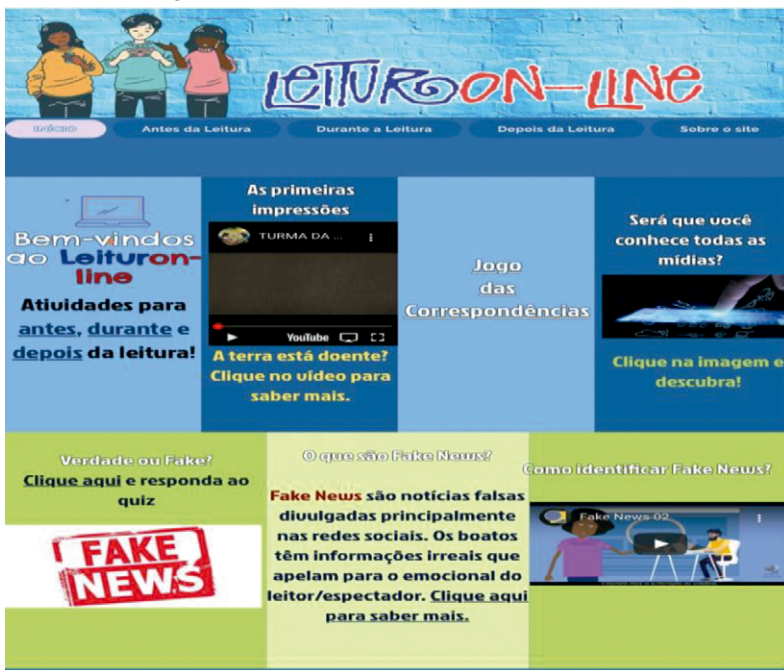 LEITURAON-LINE
INÍCIO
Antes da Leitura
Durante a Leitura
Depois da Leitura
Sobre o site
Bem-vindos
ao Leituron-
line
Atividades para
antes, durante e
depois da leitura!
As primeiras
impressões
TURMA DA ...
YouTube
A terra está doente?
Clique no vídeo para
saber mais.
Jogo
das
Correspondências
Será que você
conhece todas as
mídias?
Clique na imagem e
descubra!
Verdade ou Fake?
Clique aqui e responda ao
quiz
FAKE
NEWS
O que são Fake News?
Fake News são notícias falsas
divulgadas principalmente
nas redes sociais. Os boatos
têm informações irreais que
apelam para o emocional do
leitor/espectador. Clique aqui
para saber mais.
Como identificar Fake News?
Fake News 02